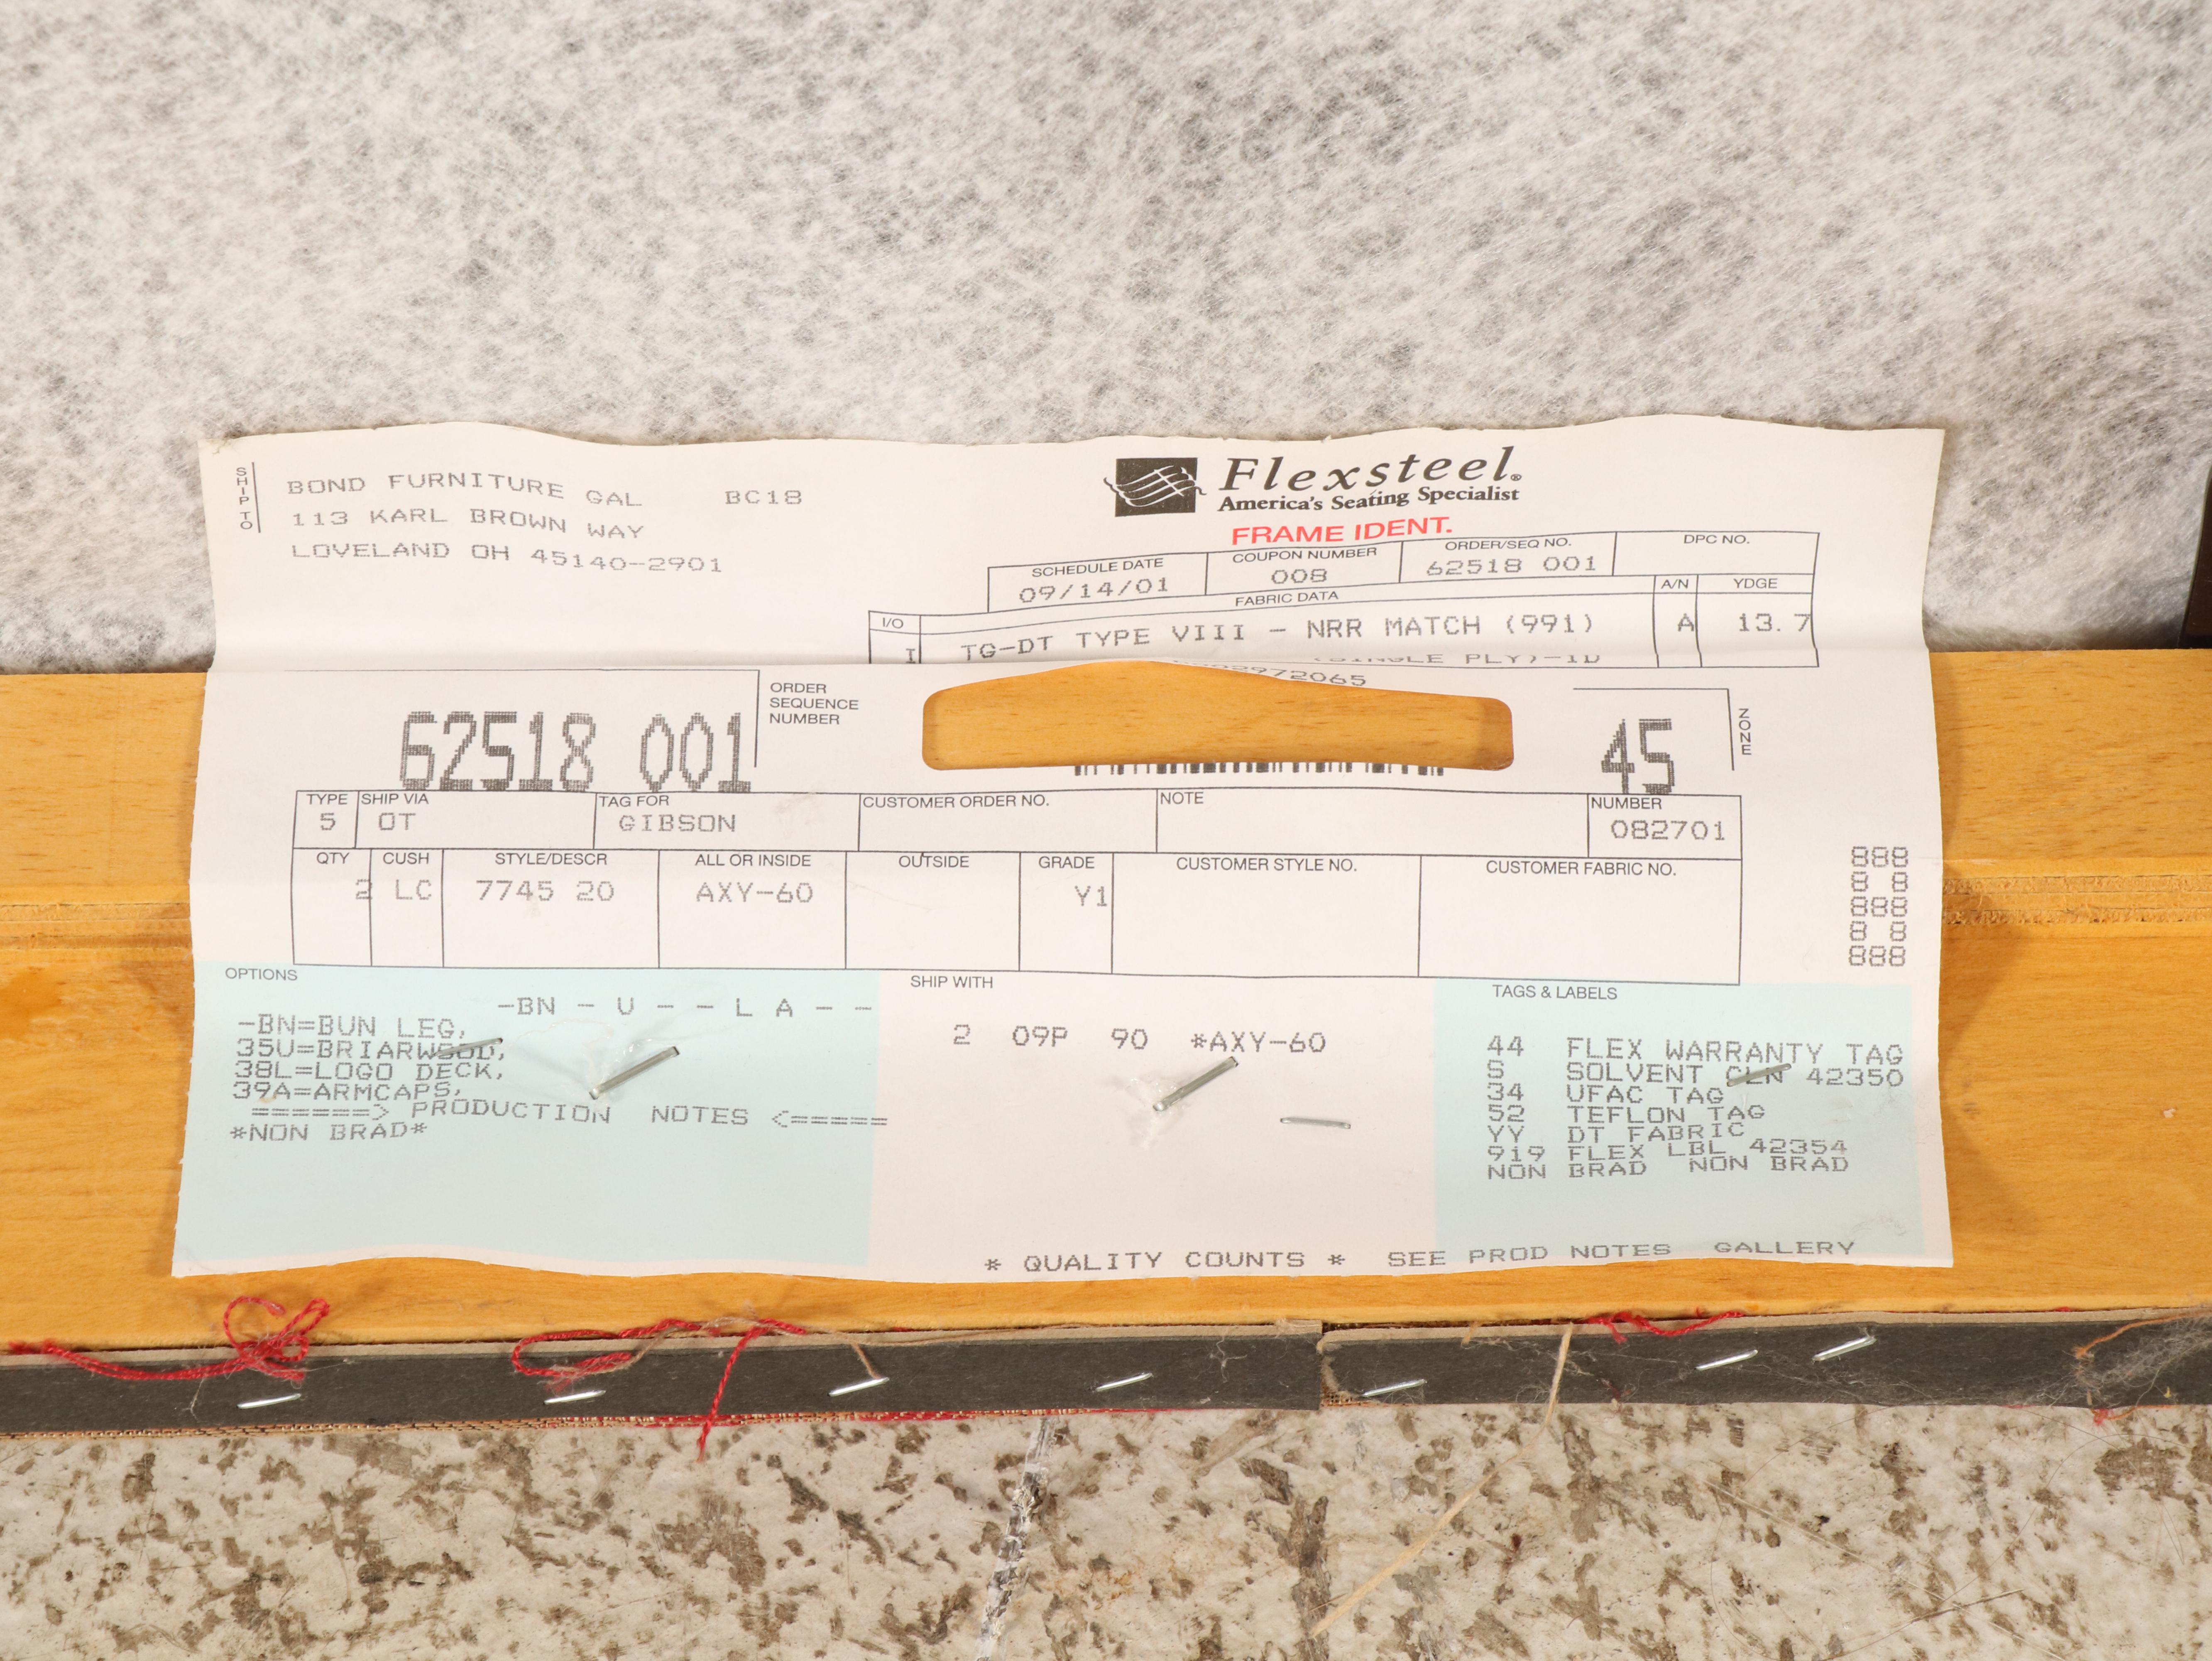 SHIP TO
BOND FURNITURE GAL BC18
113 KARL BROWN WAY
LOVELAND OH 45140-2901
Flexsteel®
America's Seating Specialist
FRAME IDENT.
SCHEDULE DATE COUPON NUMBER ORDER/SEQ NO. DPC NO.
09/14/01 008 62518 001
I/O FABRIC DATA A/N YDGE
I TG-DT TYPE VIII - NRR MATCH (991) A 13.7
PLY)-1D
2972065
62518 001
ORDER
SEQUENCE
NUMBER
45
ZONE
TYPE SHIP VIA TAG FOR CUSTOMER ORDER NO. NOTE NUMBER
5 OT GIBSON 082701
QTY CUSH STYLE/DESCR ALL OR INSIDE OUTSIDE GRADE CUSTOMER STYLE NO. CUSTOMER FABRIC NO.
2 LC 7745 20 AXY-60 Y1
888
8 8
888
8 8
888
OPTIONS
-BN - U - - L A - -
-BN=BUN LEG,
35U=BRIARWOOD,
38L=LOGO DECK,
39A=ARMCAPS,
======> PRODUCTION NOTES <=====
*NON BRAD*
SHIP WITH
2 09P 90 *AXY-60
TAGS & LABELS
44 FLEX WARRANTY TAG
S SOLVENT CLN 42350
34 UFAC TAG
52 TEFLON TAG
YY DT FABRIC
919 FLEX LBL 42354
NON BRAD NON BRAD
* QUALITY COUNTS * SEE PROD NOTES GALLERY